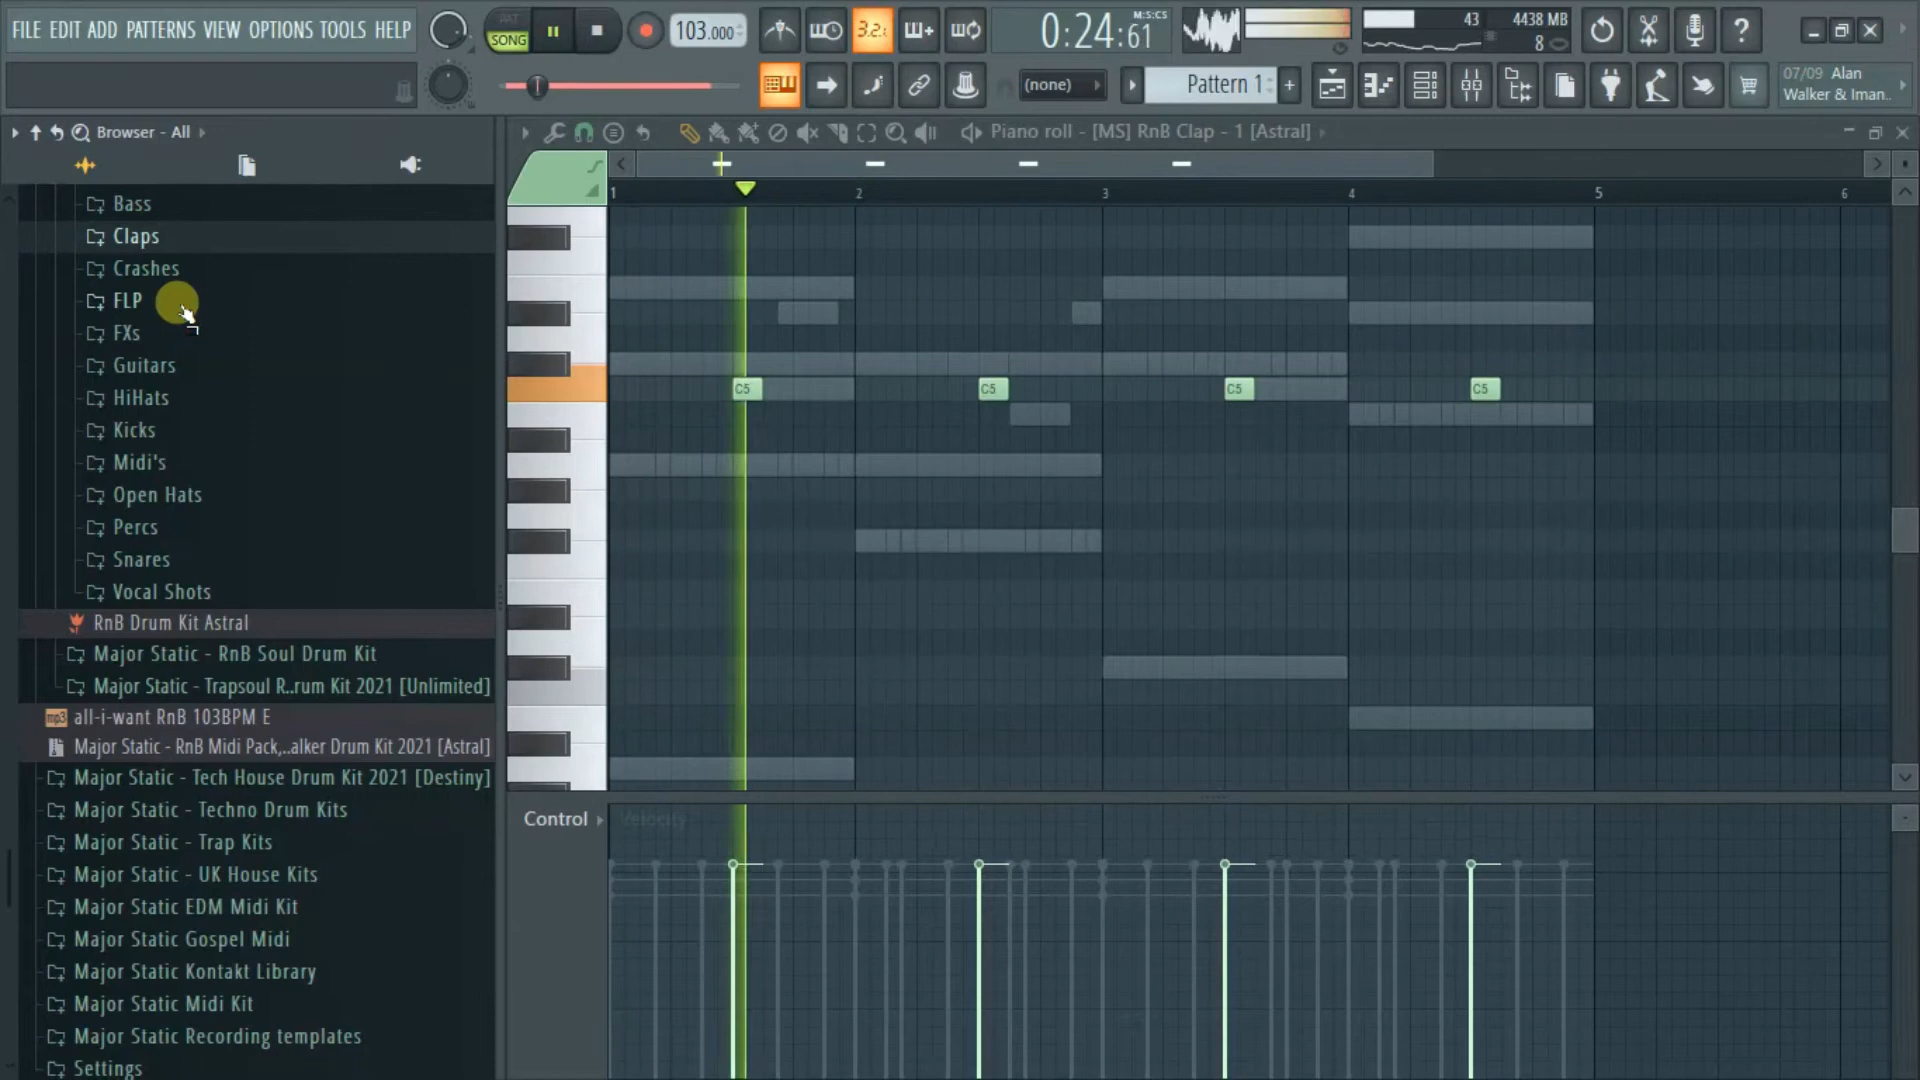 FILE EDIT ADD PATTERNS VIEW OPTIONS TOOLS HELP
PAT
SONG
103.000
3.2.
0:24:61
M:S:CS
43
4438 MB
8
(none)
Pattern 1
+
07/09 Alan
Walker & Iman..
Browser - All
Piano roll - [MS] RnB Clap - 1 [Astral]
1
2
3
4
5
6
Bass
Claps
Crashes
FLP
FXs
Guitars
HiHats
Kicks
Midi's
Open Hats
Percs
Snares
Vocal Shots
RnB Drum Kit Astral
Major Static - RnB Soul Drum Kit
Major Static - Trapsoul R..rum Kit 2021 [Unlimited]
mp3 all-i-want RnB 103BPM E
Major Static - RnB Midi Pack,..alker Drum Kit 2021 [Astral]
Major Static - Tech House Drum Kit 2021 [Destiny]
Major Static - Techno Drum Kits
Major Static - Trap Kits
Major Static - UK House Kits
Major Static EDM Midi Kit
Major Static Gospel Midi
Major Static Kontakt Library
Major Static Midi Kit
Major Static Recording templates
Settings
C5
C5
C5
C5
Control
Velocity